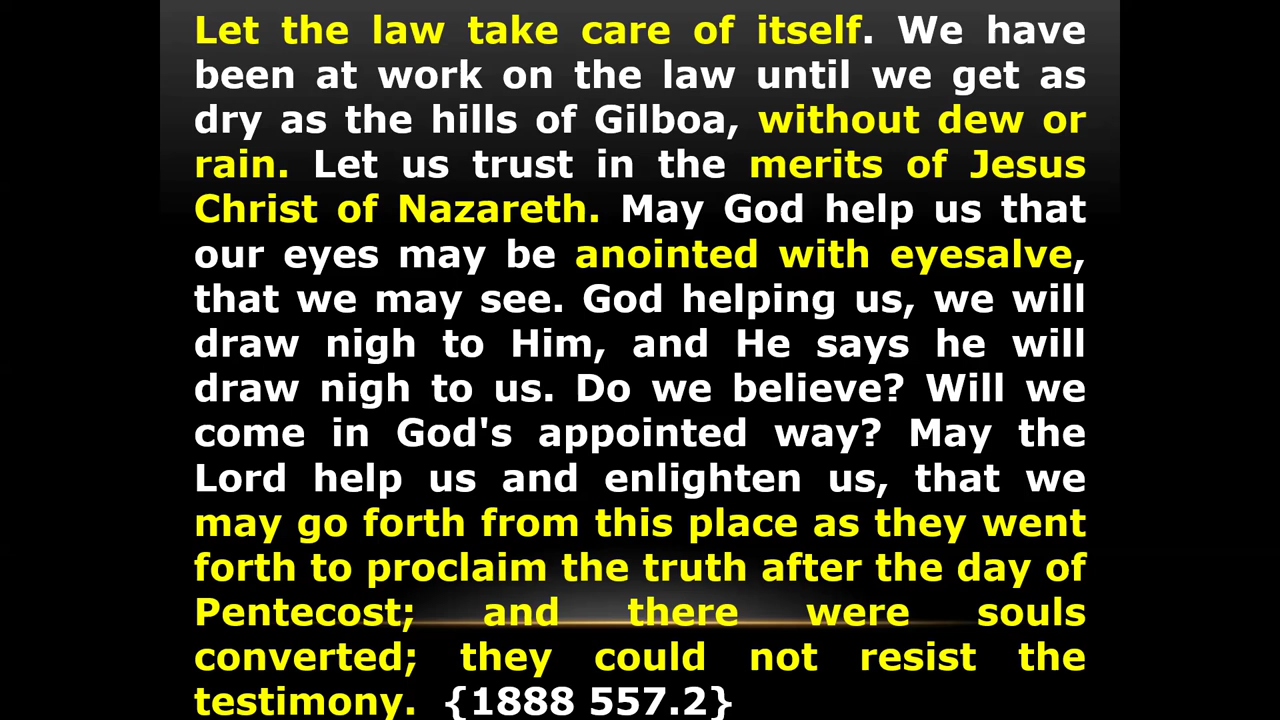 Let the law take care of itself. We have
been at work on the law until we get as
dry as the hills of Gilboa, without dew or
rain. Let us trust in the merits of Jesus
Christ of Nazareth. May God help us that
our eyes may be anointed with eyesalve,
that we may see. God helping us, we will
draw nigh to Him, and He says he will
draw nigh to us. Do we believe? Will we
come in God's appointed way? May the
Lord help us and enlighten us, that we
may go forth from this place as they went
forth to proclaim the truth after the day of
Pentecost; and there were souls
converted; they could not resist the
testimony. {1888 557.2}